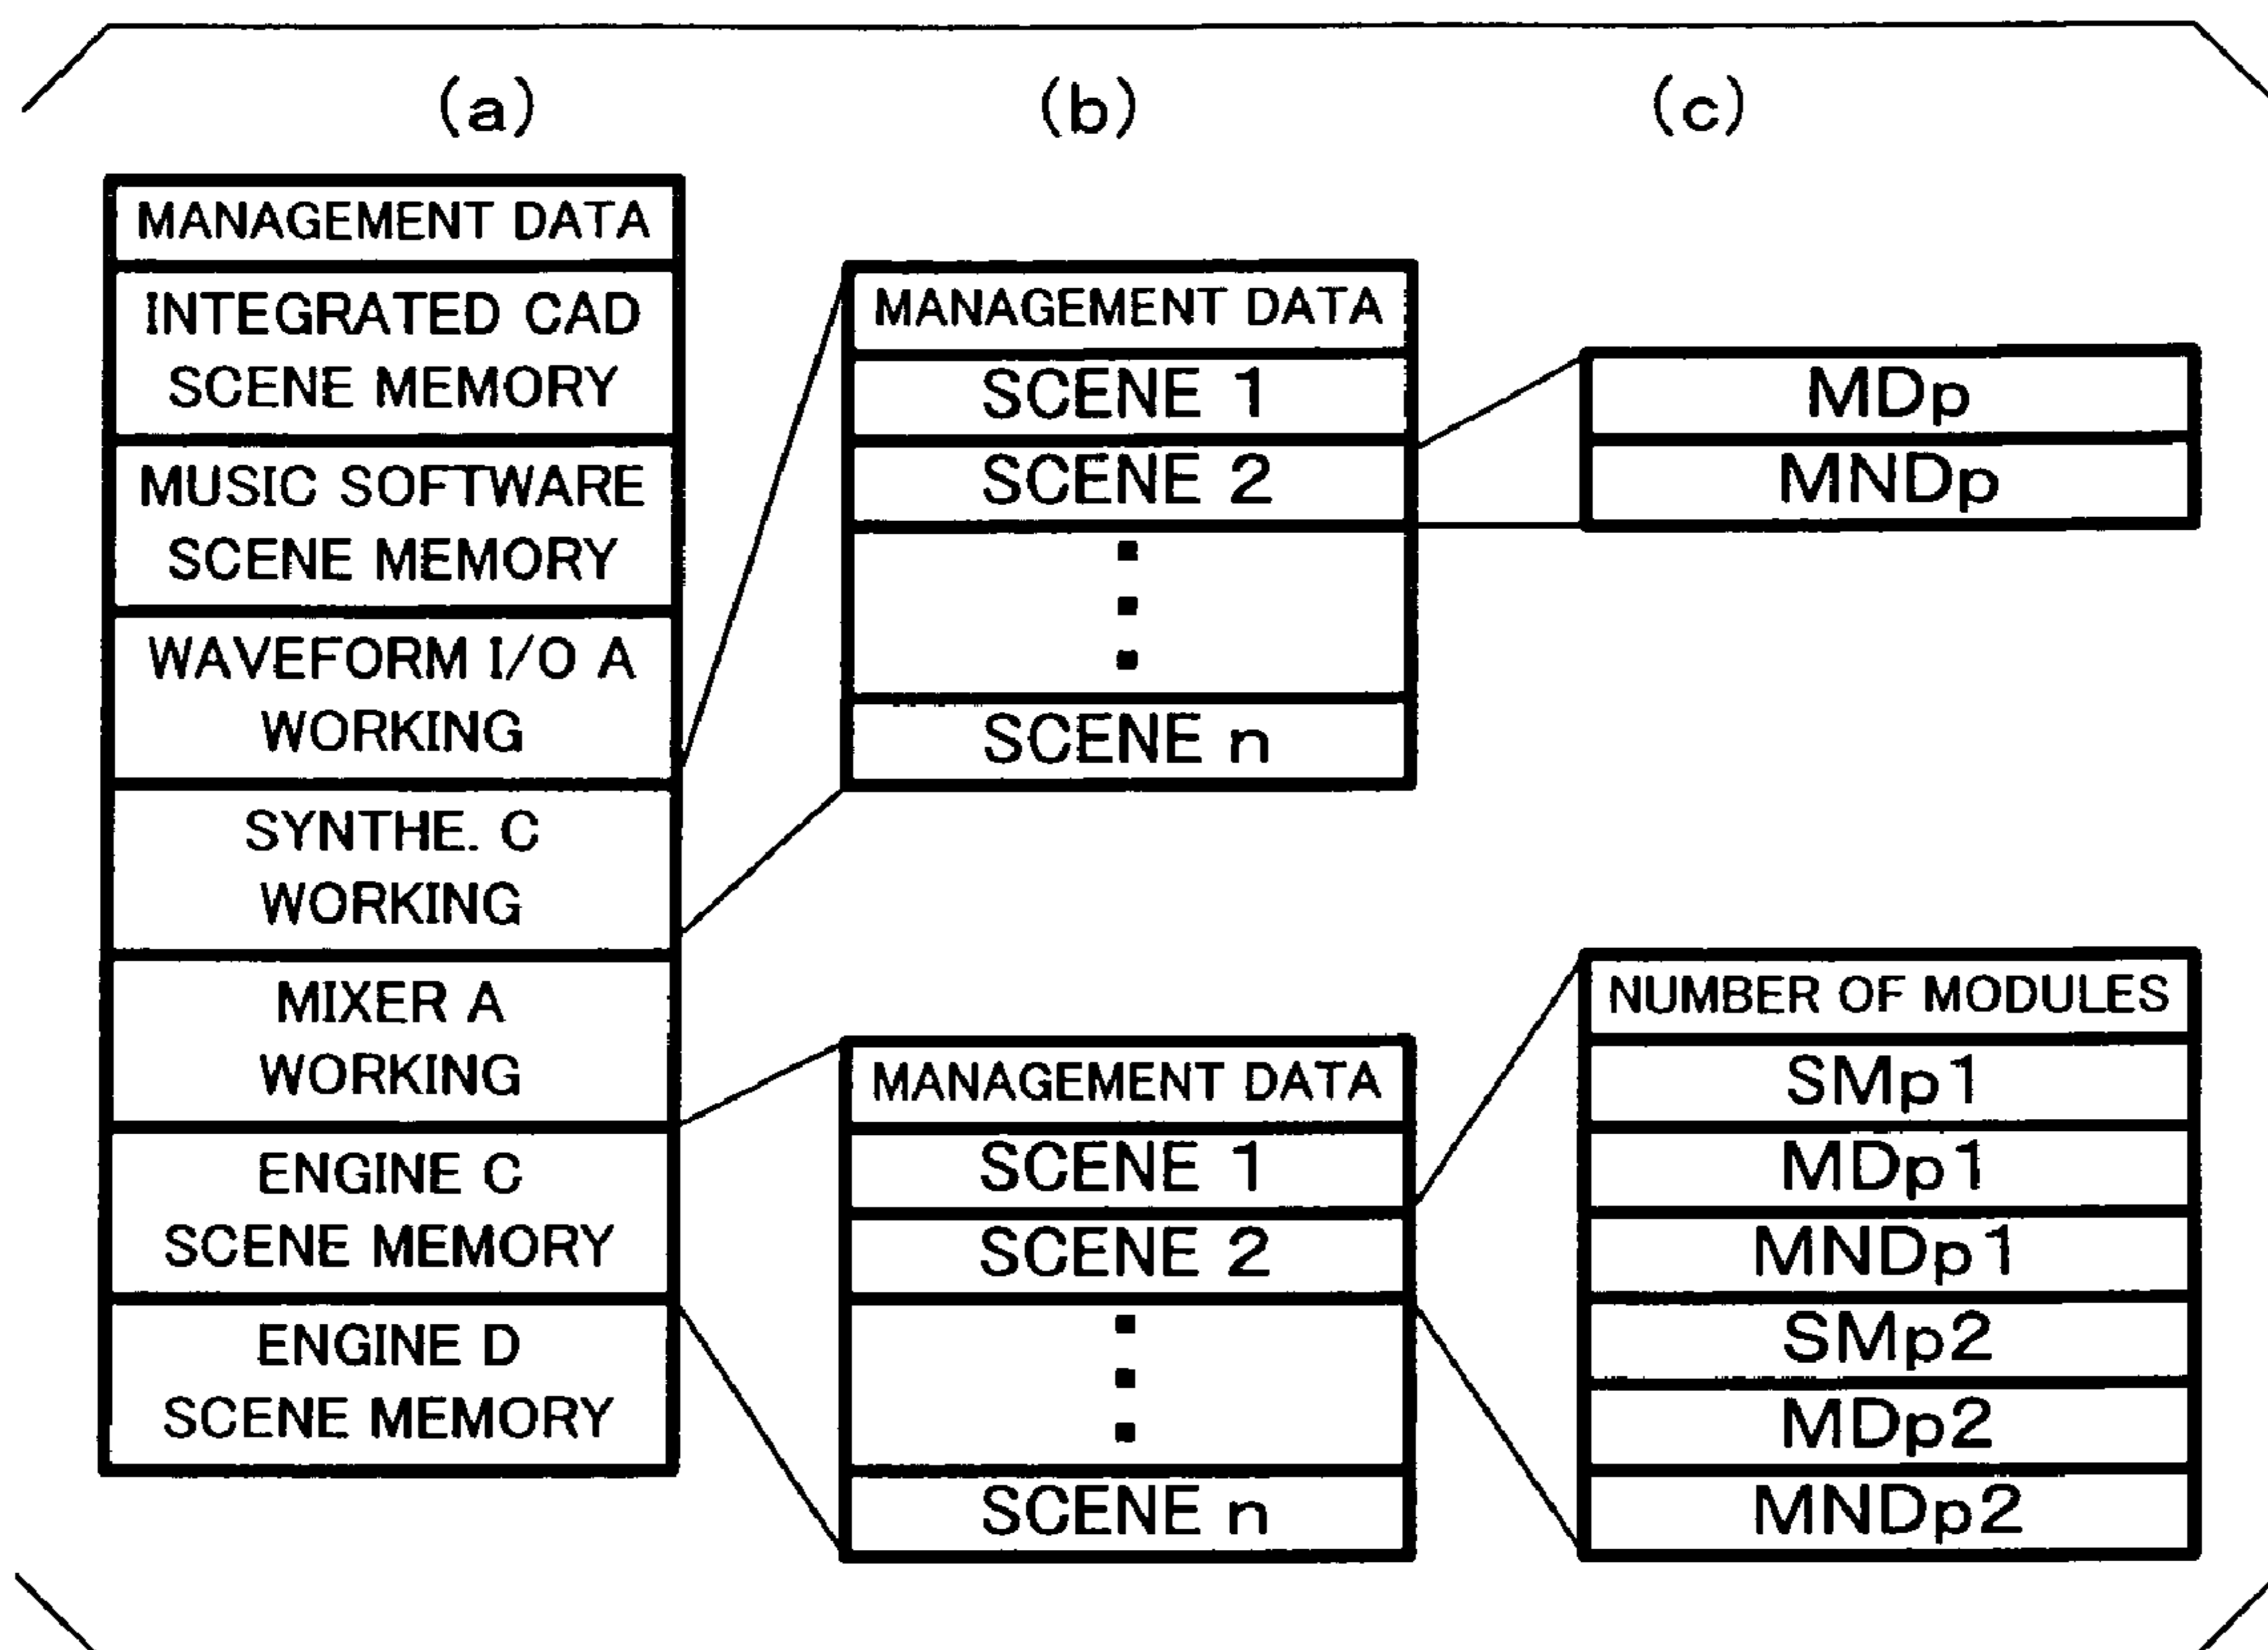 (a)
(b)
(c)
MANAGEMENT DATA
INTEGRATED CAD
SCENE MEMORY
MUSIC SOFTWARE
SCENE MEMORY
WAVEFORM I/O A
WORKING
SYNTHE. C
WORKING
MIXER A
WORKING
ENGINE C
SCENE MEMORY
ENGINE D
SCENE MEMORY
MANAGEMENT DATA
SCENE 1
SCENE 2
SCENE n
MANAGEMENT DATA
SCENE 1
SCENE 2
SCENE n
MDp
MNDp
NUMBER OF MODULES
SMp1
MDp1
MNDp1
SMp2
MDp2
MNDp2